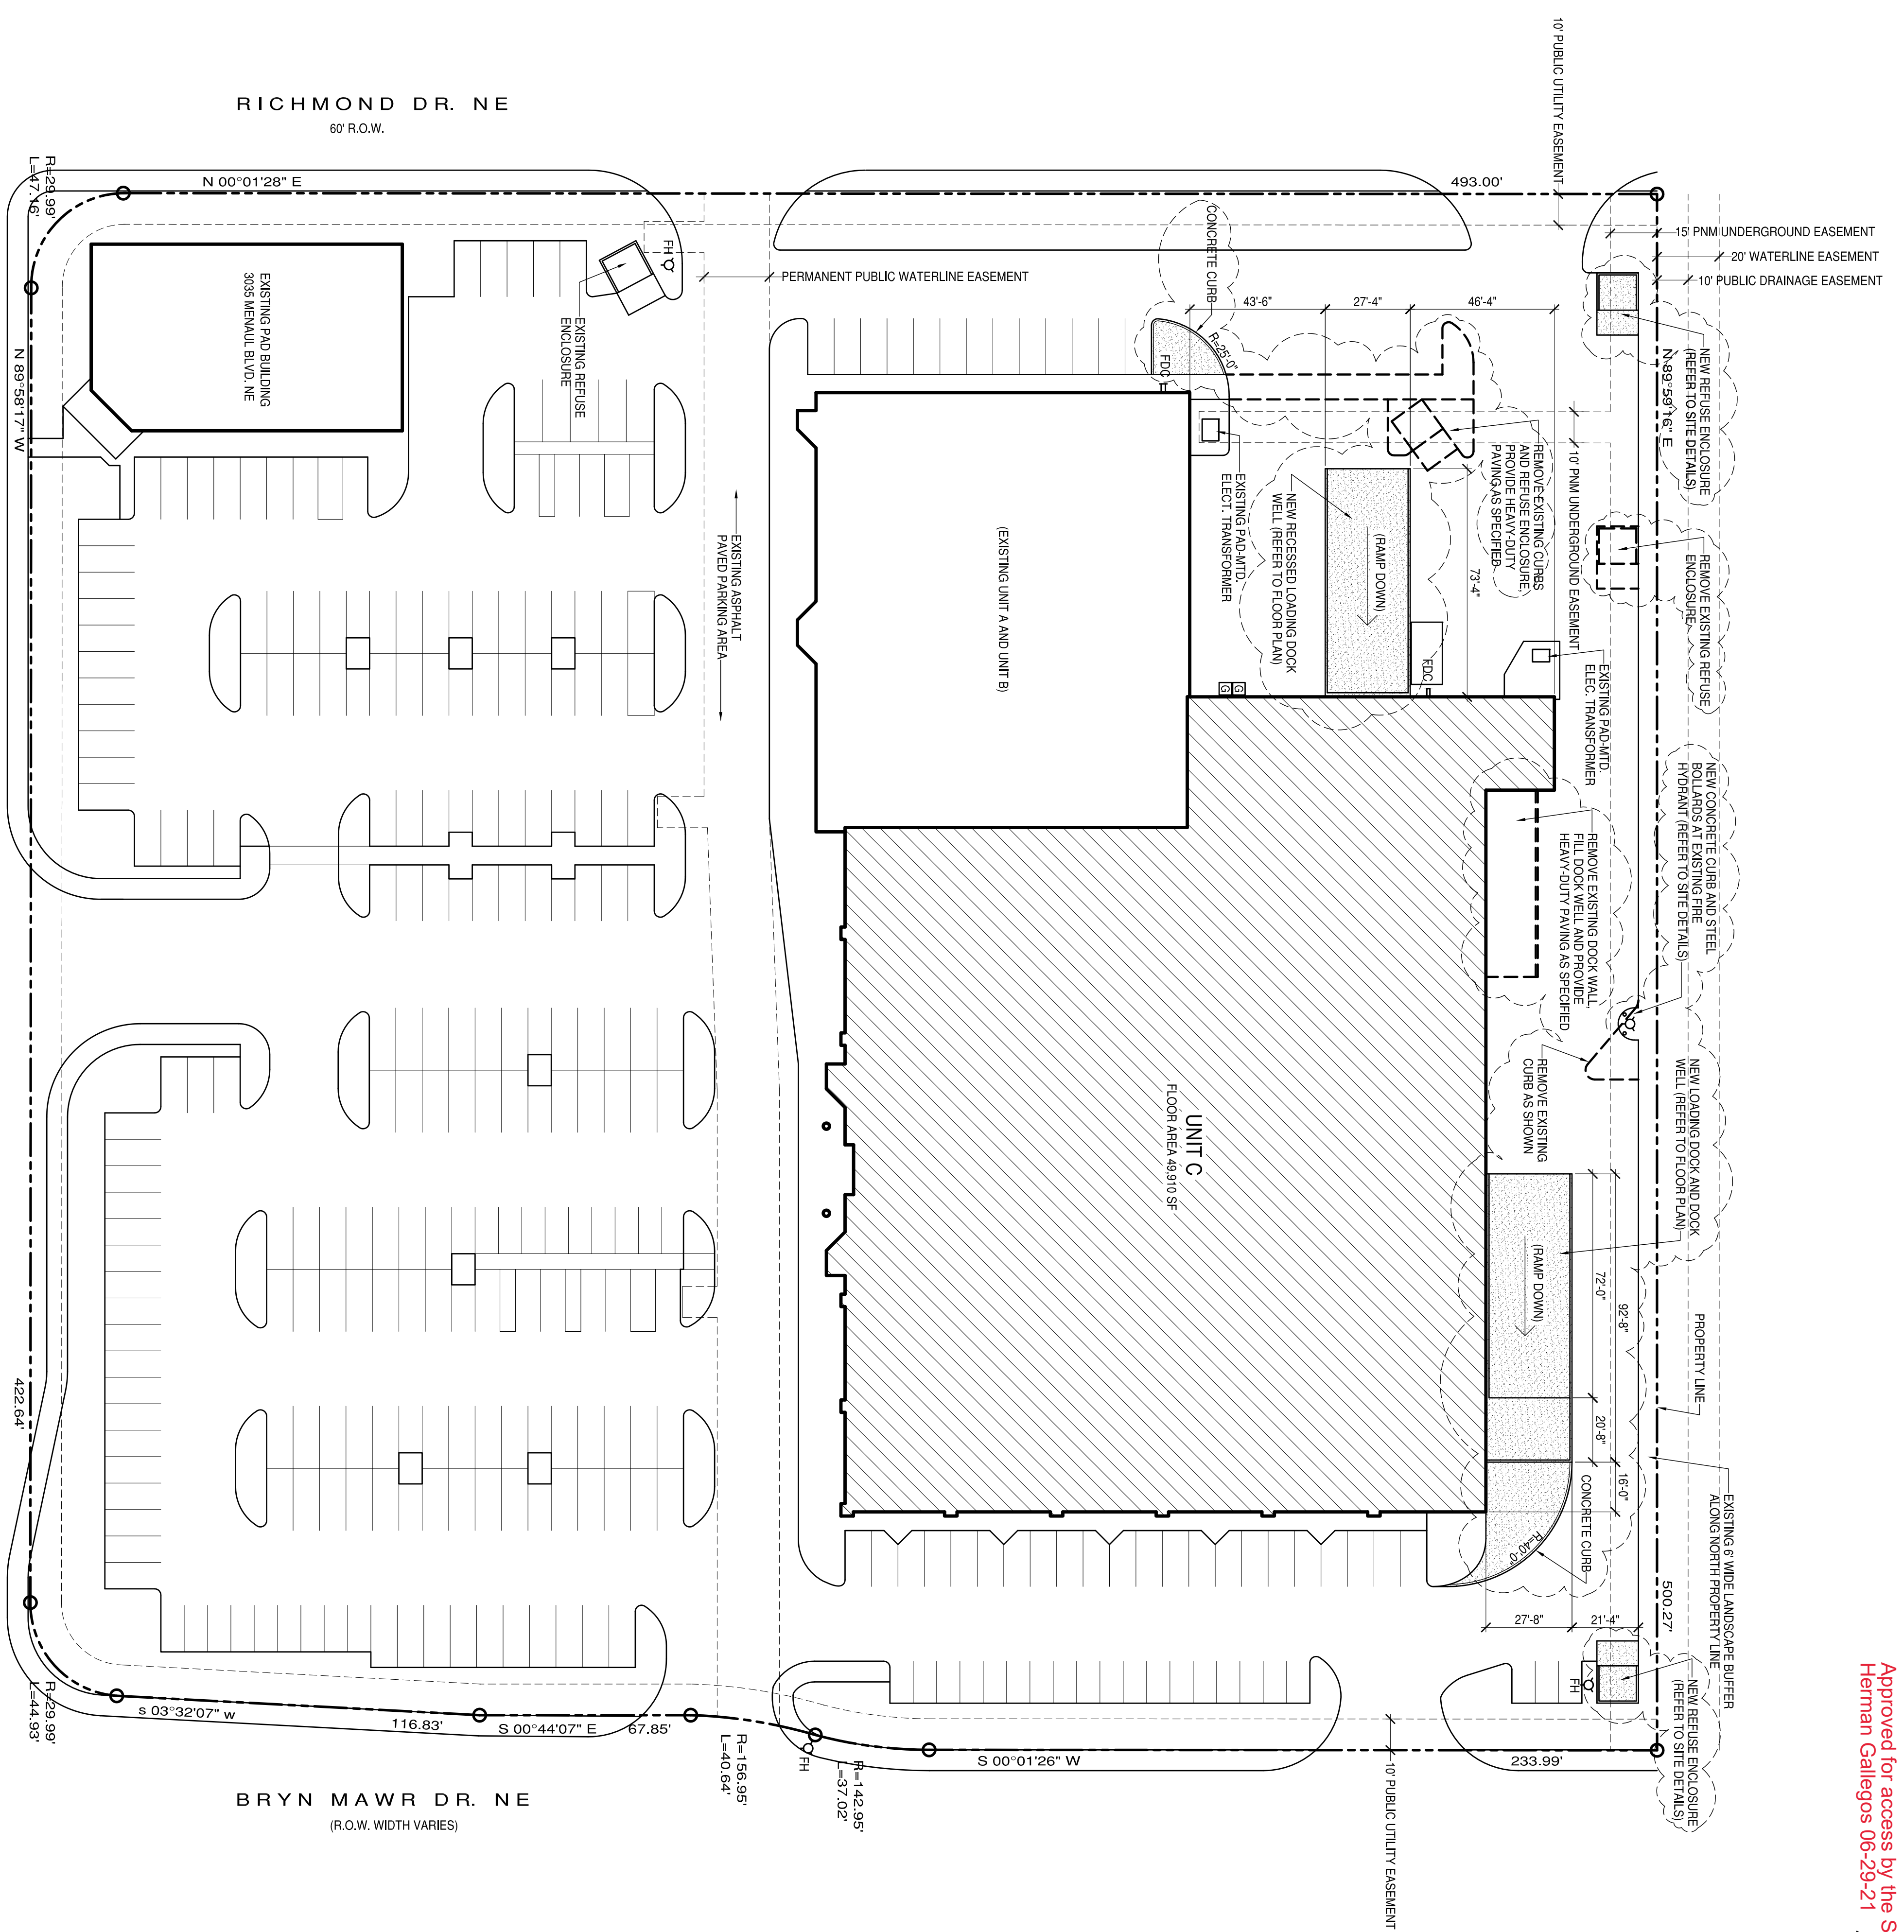 RICHMOND DR. NE
60' R.O.W.
R=29.99'
L=47.16'
N 00°01'28" E
493.00'
10' PUBLIC UTILITY EASEMENT
15' PNM UNDERGROUND EASEMENT
20' WATERLINE EASEMENT
10' PUBLIC DRAINAGE EASEMENT
PERMANENT PUBLIC WATERLINE EASEMENT
FH
EXISTING REFUSE
ENCLOSURE
EXISTING PAD BUILDING
3035 MENAUL BLVD. NE
N 89°58'17" W
CONCRETE CURB
R=25'-0"
FDC
43'-6"
27'-4"
46'-4"
NEW REFUSE ENCLOSURE
(REFER TO SITE DETAILS)
N 89°59'16" E
REMOVE EXISTING CURBS
AND REFUSE ENCLOSURE,
PROVIDE HEAVY-DUTY
PAVING AS SPECIFIED
10' PNM UNDERGROUND EASEMENT
EXISTING PAD-MTD.
ELECT. TRANSFORMER
NEW RECESSED LOADING DOCK
WELL (REFER TO FLOOR PLAN)
(RAMP DOWN)
73'-4"
FDC
G
G
REMOVE EXISTING REFUSE
ENCLOSURE
EXISTING PAD-MTD.
ELEC. TRANSFORMER
EXISTING ASPHALT
PAVED PARKING AREA
(EXISTING UNIT A AND UNIT B)
NEW CONCRETE CURB AND STEEL
BOLLARDS AT EXISTING FIRE
HYDRANT (REFER TO SITE DETAILS)
REMOVE EXISTING DOCK WALL,
FILL DOCK WELL AND PROVIDE
HEAVY-DUTY PAVING AS SPECIFIED
REMOVE EXISTING
CURB AS SHOWN
NEW LOADING DOCK AND DOCK
WELL (REFER TO FLOOR PLAN)
UNIT C
FLOOR AREA 49,910 SF
(RAMP DOWN)
72'-0"
92'-8"
20'-8"
16'-0"
PROPERTY LINE
CONCRETE CURB
R=40'-0"
EXISTING 6' WIDE LANDSCAPE BUFFER
ALONG NORTH PROPERTY LINE
500.27'
27'-8"
21'-4"
FH
NEW REFUSE ENCLOSURE
(REFER TO SITE DETAILS)
422.64'
R=29.99'
L=44.93'
s 03°32'07" w
116.83'
S 00°44'07" E
67.85'
R=156.95'
L=40.64'
FH
R=142.95'
L=37.02'
S 00°01'26" W
233.99'
10' PUBLIC UTILITY EASEMENT
BRYN MAWR DR. NE
(R.O.W. WIDTH VARIES)
Approved for access by the S
Herman Gallegos 06-29-21